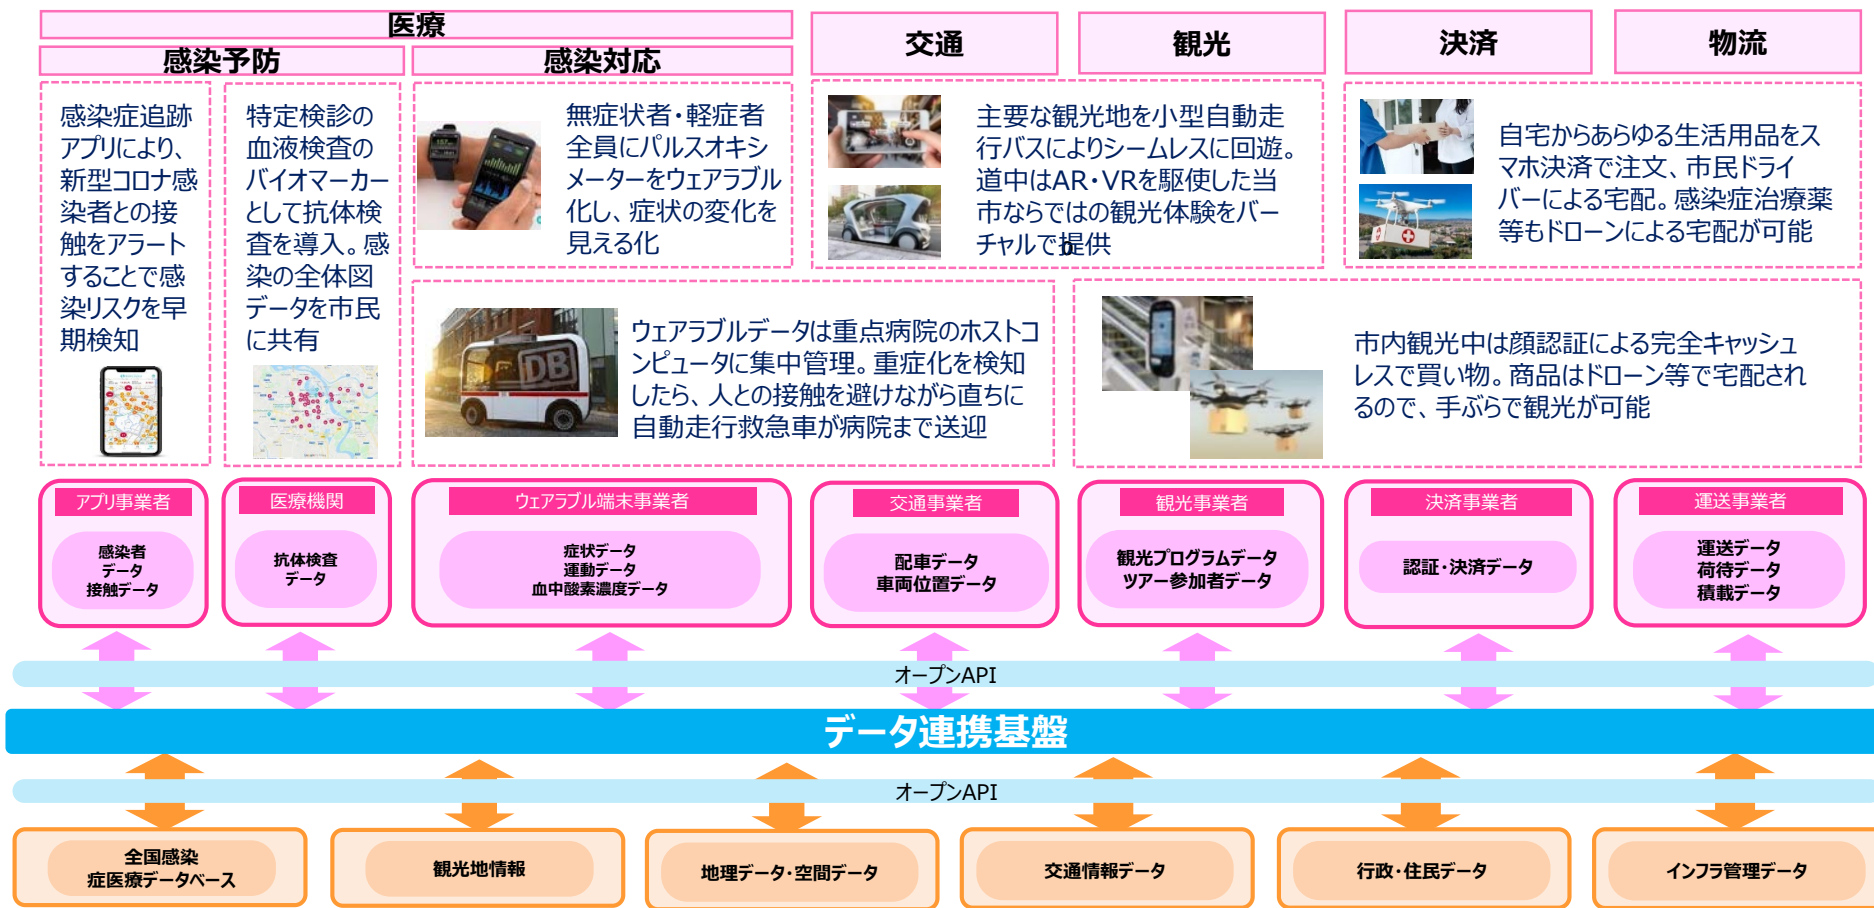 医療
感染予防
感染対応
交通
観光
決済
物流
感染症追跡
アプリにより、
新型コロナ感
染者との接
触をアラート
することで感
染リスクを早
期検知
特定検診の
血液検査の
バイオマーカー
として抗体検
査を導入。感
染の全体図
データを市民
に共有
無症状者・軽症者
全員にパルスオキシ
メーターをウェアラブル
化し、症状の変化を
見える化
主要な観光地を小型自動走
行バスによりシームレスに回遊。
道中はAR・VRを駆使した当
市ならではの観光体験をバー
チャルで提供
自宅からあらゆる生活用品をス
マホ決済で注文、市民ドライ
バーによる宅配。感染症治療薬
等もドローンによる宅配が可能
DB
ウェアラブルデータは重点病院のホストコ
ンピュータに集中管理。重症化を検知
したら、人との接触を避けながら直ちに
自動走行救急車が病院まで送迎
市内観光中は顔認証による完全キャッシュ
レスで買い物。商品はドローン等で宅配され
るので、手ぶらで観光が可能
アプリ事業者
感染者
データ
接触データ
医療機関
抗体検査
データ
ウェアラブル端末事業者
症状データ
運動データ
血中酸素濃度データ
交通事業者
配車データ
車両位置データ
観光事業者
観光プログラムデータ
ツアー参加者データ
決済事業者
認証・決済データ
運送事業者
運送データ
荷待データ
積載データ
オープンAPI
データ連携基盤
オープンAPI
全国感染
症医療データベース
観光地情報
地理データ・空間データ
交通情報データ
行政・住民データ
インフラ管理データ